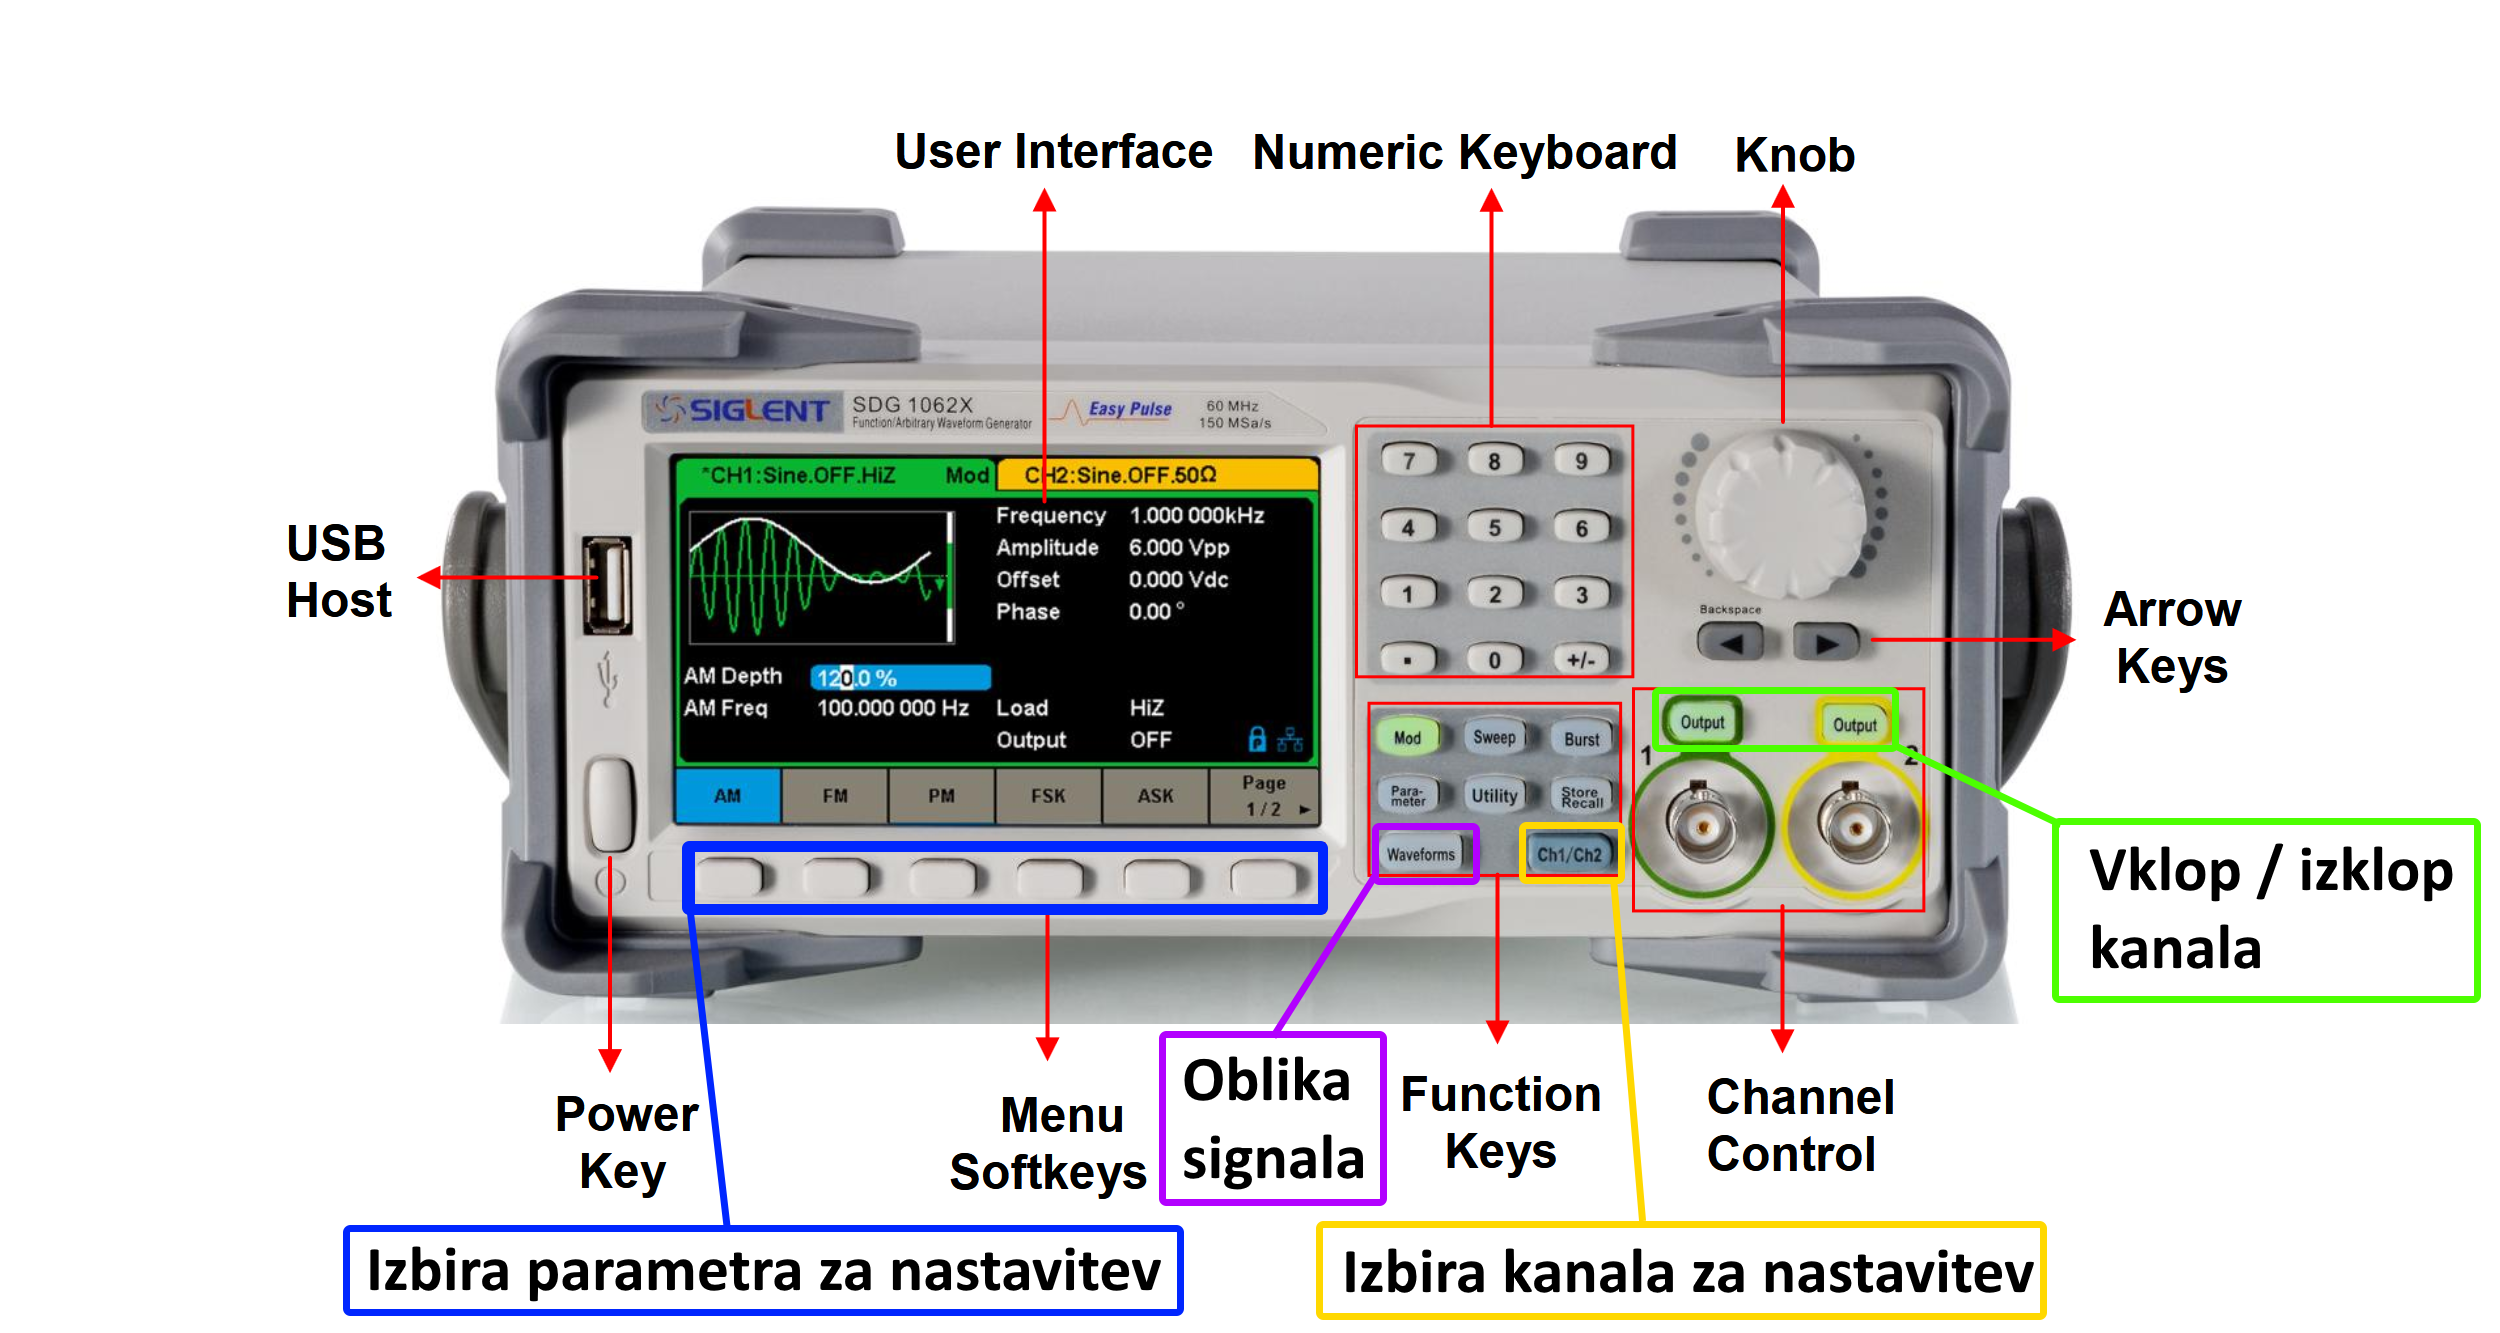 User Interface
Numeric Keyboard
Knob
SIGLENT
SDG 1062X
Function/Arbitrary Waveform Generator
Easy Pulse
60 MHz
150 MSa/s
*CH1:Sine.OFF.HiZ
Mod
CH2:Sine.OFF.50Ω
Frequency 1.000 000kHz
Amplitude 6.000 Vpp
Offset 0.000 Vdc
Phase 0.00 °
AM Depth 120.0 %
AM Freq 100.000 000 Hz
Load HiZ
Output OFF
AM
FM
PM
FSK
ASK
Page
1 / 2 ►
7 8 9
4 5 6
1 2 3
. 0 +/-
Backspace
◄ ►
Mod Sweep Burst
Para-
meter
Utility
Store
Recall
Waveforms
Ch1/Ch2
Output
Output
1
2
USB
Host
Arrow
Keys
Vklop / izklop
kanala
Power
Key
Menu
Softkeys
Oblika
signala
Function
Keys
Channel
Control
Izbira parametra za nastavitev
Izbira kanala za nastavitev